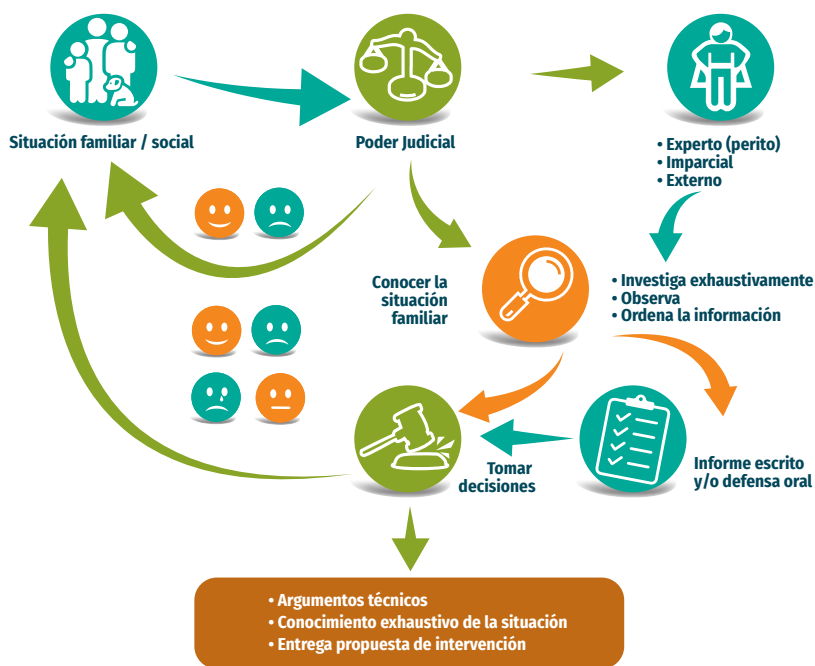 Situación familiar / social
Poder Judicial
• Experto (perito)
• Imparcial
• Externo
Conocer la
situación
familiar
• Investiga exhaustivamente
• Observa
• Ordena la información
Tomar
decisiones
Informe escrito
y/o defensa oral
• Argumentos técnicos
• Conocimiento exhaustivo de la situación
• Entrega propuesta de intervención